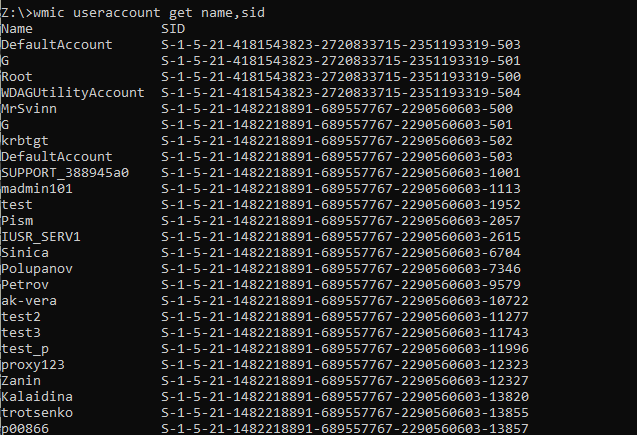 Z:\>wmic useraccount get name,sid
Name SID
DefaultAccount S-1-5-21-4181543823-2720833715-2351193319-503
G S-1-5-21-4181543823-2720833715-2351193319-501
Root S-1-5-21-4181543823-2720833715-2351193319-500
WDAGUtilityAccount S-1-5-21-4181543823-2720833715-2351193319-504
MrSvinn S-1-5-21-1482218891-689557767-2290560603-500
G S-1-5-21-1482218891-689557767-2290560603-501
krbtgt S-1-5-21-1482218891-689557767-2290560603-502
DefaultAccount S-1-5-21-1482218891-689557767-2290560603-503
SUPPORT_388945a0 S-1-5-21-1482218891-689557767-2290560603-1001
madmin101 S-1-5-21-1482218891-689557767-2290560603-1113
test S-1-5-21-1482218891-689557767-2290560603-1952
Pism S-1-5-21-1482218891-689557767-2290560603-2057
IUSR_SERV1 S-1-5-21-1482218891-689557767-2290560603-2615
Sinica S-1-5-21-1482218891-689557767-2290560603-6704
Polupanov S-1-5-21-1482218891-689557767-2290560603-7346
Petrov S-1-5-21-1482218891-689557767-2290560603-9579
ak-vera S-1-5-21-1482218891-689557767-2290560603-10722
test2 S-1-5-21-1482218891-689557767-2290560603-11277
test3 S-1-5-21-1482218891-689557767-2290560603-11743
test_p S-1-5-21-1482218891-689557767-2290560603-11996
proxy123 S-1-5-21-1482218891-689557767-2290560603-12323
Zanin S-1-5-21-1482218891-689557767-2290560603-12327
Kalaidina S-1-5-21-1482218891-689557767-2290560603-13820
trotsenko S-1-5-21-1482218891-689557767-2290560603-13855
p00866 S-1-5-21-1482218891-689557767-2290560603-13857